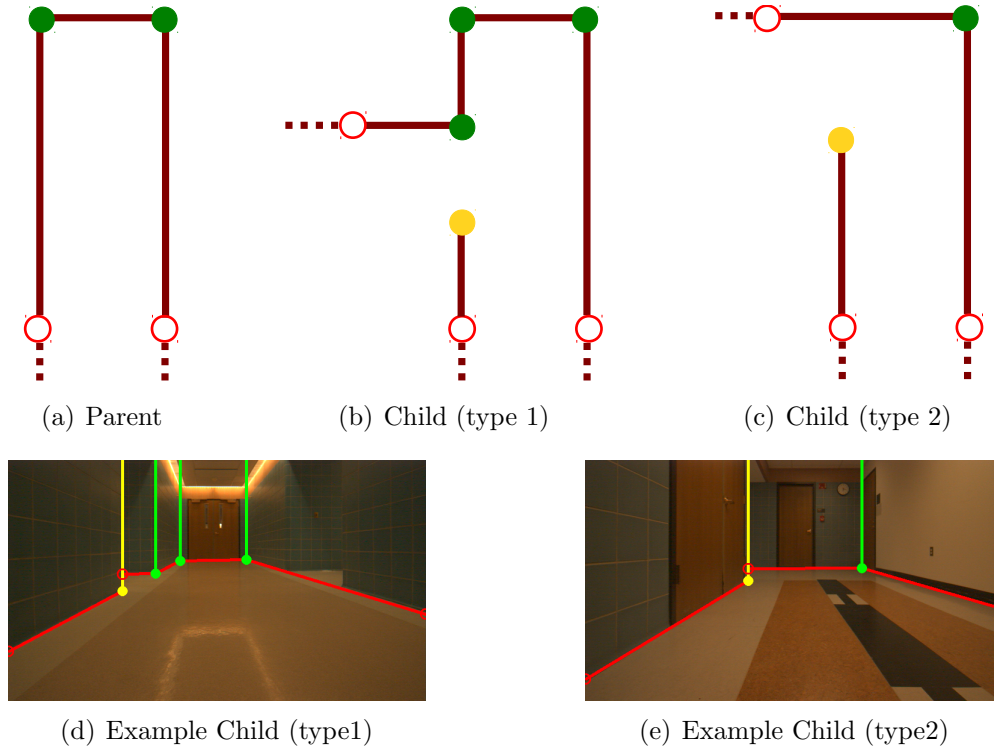 (a) Parent
(b) Child (type 1)
(c) Child (type 2)
(d) Example Child (type1)
(e) Example Child (type2)